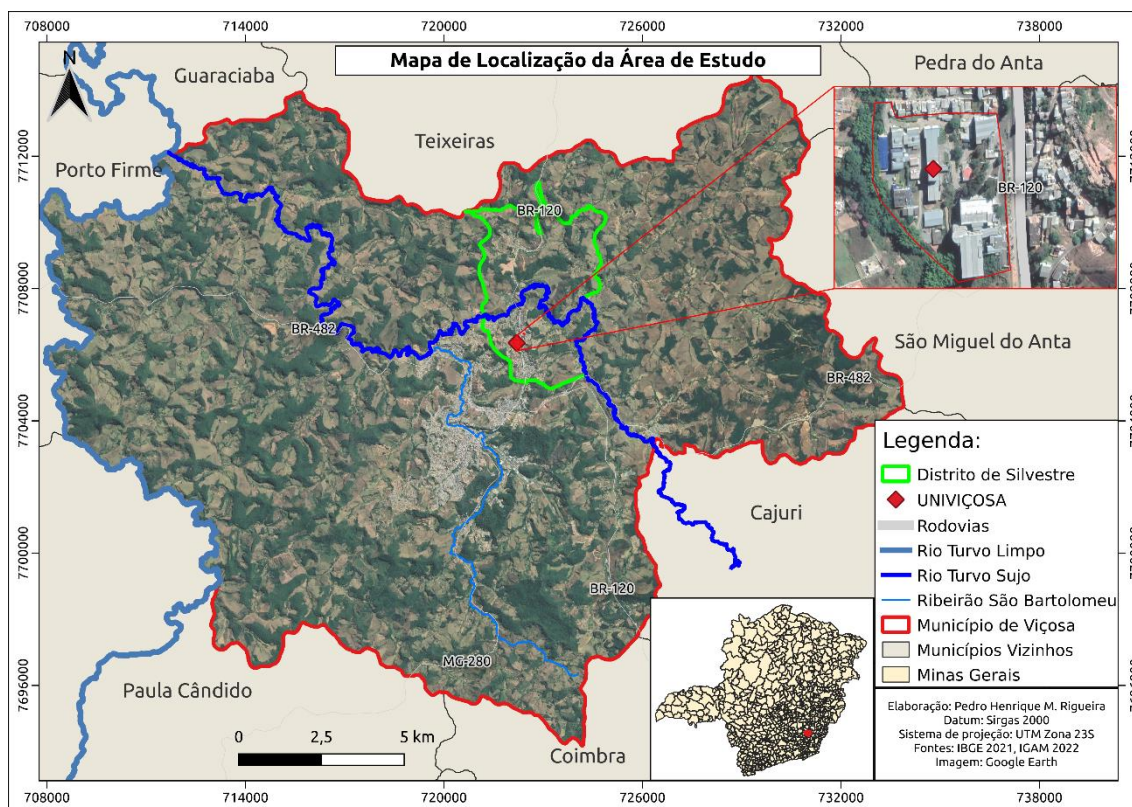 708000 714000 720000 726000 732000 738000
Mapa de Localização da Área de Estudo
N
Guaraciaba
Pedra do Anta
Teixeiras
Porto Firme
7712000
BR-120
BR-120
7708000
BR-482
São Miguel do Anta
BR-482
7704000
Legenda:
Distrito de Silvestre
UNIVIÇOSA
Rodovias
Rio Turvo Limpo
Rio Turvo Sujo
Ribeirão São Bartolomeu
Município de Viçosa
Municípios Vizinhos
Minas Gerais
Cajuri
7700000
BR-120
MG-280
7696000
Paula Cândido
Coimbra
0 2,5 5 km
Elaboração: Pedro Henrique M. Rigueira
Datum: Sirgas 2000
Sistema de projeção: UTM Zona 23S
Fontes: IBGE 2021, IGAM 2022
Imagem: Google Earth
708000 714000 720000 726000 732000 738000